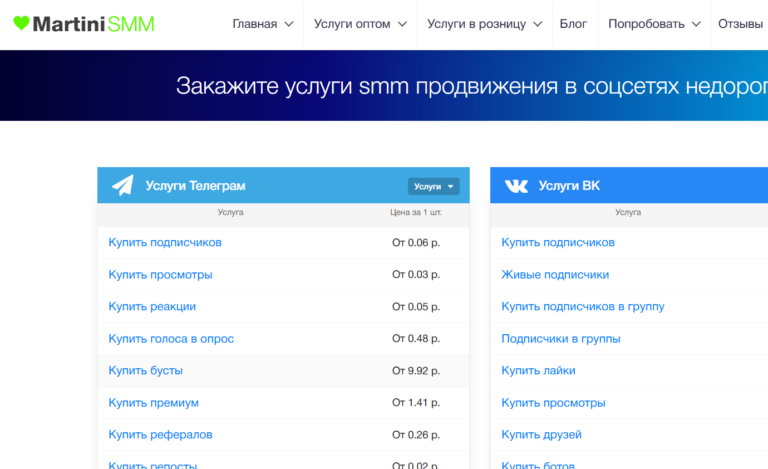 MartiniSMM
Главная Услуги оптом Услуги в розницу Блог Попробовать Отзывы
Закажите услуги smm продвижения в соцсетях недорог
Услуги Телеграм Услуги
Услуга Цена за 1 шт.
Купить подписчиков От 0.06 р.
Купить просмотры От 0.03 р.
Купить реакции От 0.05 р.
Купить голоса в опрос От 0.48 р.
Купить бусты От 9.92 р.
Купить премиум От 1.41 р.
Купить рефералов От 0.26 р.
Купить репосты От 0.02 р.
Услуги ВК
Услуга
Купить подписчиков
Живые подписчики
Купить подписчиков в группу
Подписчики в группы
Купить лайки
Купить просмотры
Купить друзей
Купить ботов